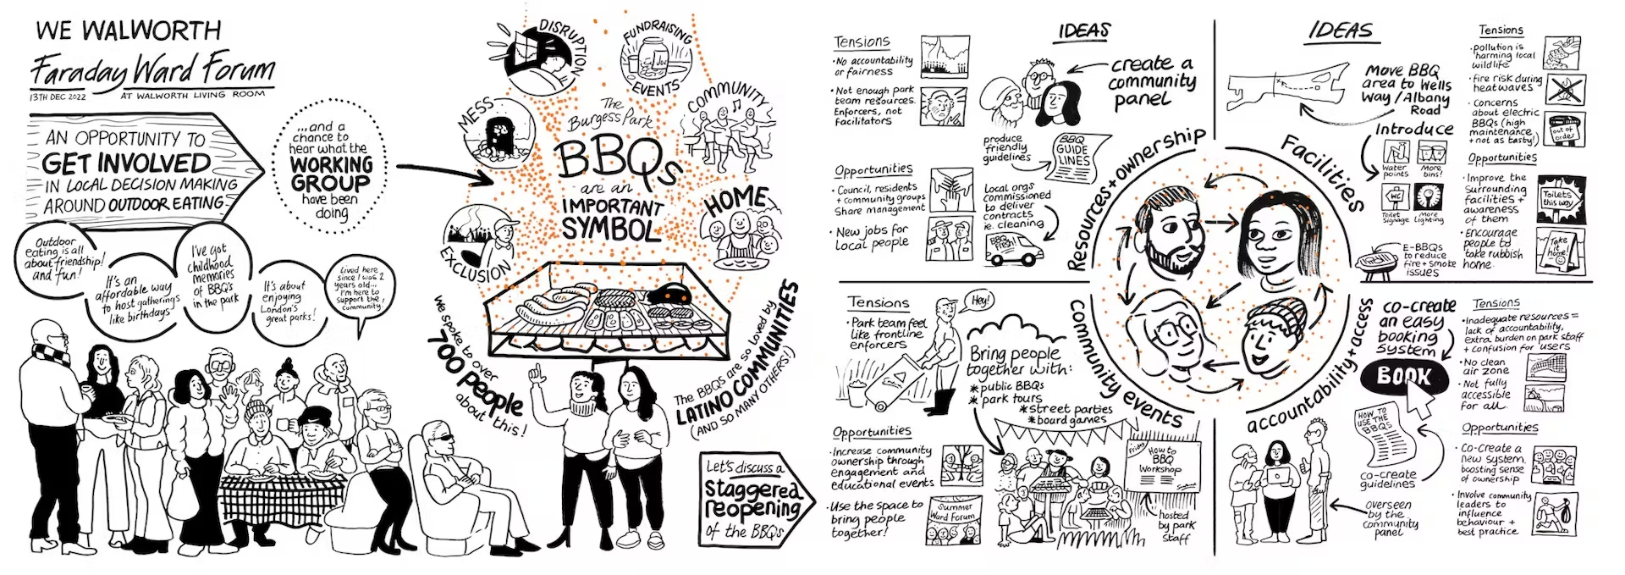 WE WALWORTH
Faraday Ward Forum
13TH DEC 2022
AT WALWORTH LIVING ROOM
AN OPPORTUNITY TO
GET INVOLVED
IN LOCAL DECISION MAKING
AROUND OUTDOOR EATING
...and a
chance to
hear what the
WORKING
GROUP
have been
doing
Outdoor
eating is all
about friendship!
and fun!
It's an
affordable way
to host gatherings
like birthdays
I've got
childhood
memories
of BBQs
in the park
It's about
enjoying
London's
great parks!
Lived here
since I was 2
years old...
I'm here to
support the
community
DISRUPTION
FUNDRAISING
EVENTS
MESS
COMMUNITY
EXCLUSION
HOME
The
Burgess Park
BBQs
are an
IMPORTANT
SYMBOL
We spoke to over
700 people
about this!
The BBQs are so loved by
LATINO COMMUNITIES
(AND SO MANY OTHERS!)
Let's discuss a
staggered
reopening
of the BBQs
Tensions
· No accountability
or fairness
· Not enough park
team resources.
Enforcers, not
facilitators
Opportunities
· Council, residents
+ community groups
share management
· New jobs for
local people
IDEAS
create a
community
panel
produce
friendly
guidelines
BBQ
GUIDE
LINES
Local orgs
commissioned
to deliver
contracts
ie. cleaning
Resources + ownership
IDEAS
Move BBQ
area to Wells
Way / Albany
Road
Introduce
Water
points
More
bins!
WC
Toilet
Signage
More
Lighting
E-BBQs
to reduce
fire + smoke
issues
Facilities
Tensions
· Pollution is
harming local
wildlife
· Fire risk during
heatwaves
· Concerns
about electric
BBQs (high
maintenance
+ not as tasty!)
out of
order
Opportunities
· Improve the
surrounding
facilities +
awareness
of them
· Encourage
people to
take rubbish
home
Toilets
this way
Take it
home
Tensions
· Park team feel
like frontline
enforcers
Hey!
Opportunities
· Increase community
ownership through
engagement and
educational events
· Use the space to
bring people
together!
Summer
Ward Forum
Bring people
together with:
* public BBQs
* park tours
* street parties
* board games
Friday
How to
BBQ
Workshop
hosted
by park
staff
community events
accountability + access
co-create
an easy
booking
system
BOOK
HOW TO
USE THE
BBQs
co-create
guidelines
overseen
by the
community
panel
Tensions
· Inadequate resources =
lack of accountability,
extra burden on park staff
+ confusion for users
· No clean
air zone
· Not fully
accessible
for all
Opportunities
· Co-Create a
new system,
boosting sense
of ownership
· Involve community
leaders to
influence
behaviour +
best practice